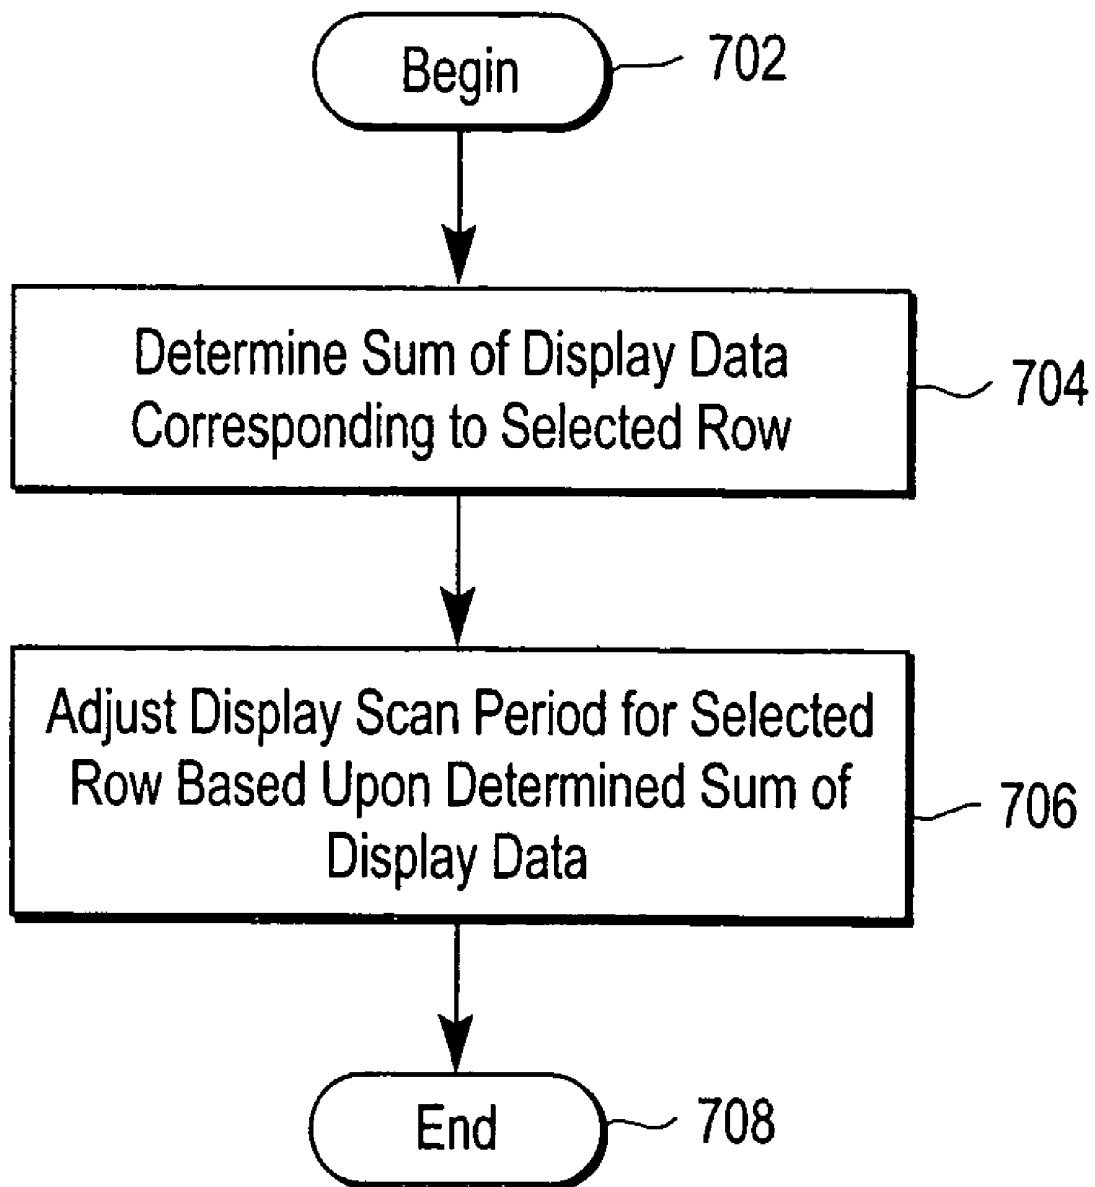 Begin
702
Determine Sum of Display Data
Corresponding to Selected Row
704
Adjust Display Scan Period for Selected
Row Based Upon Determined Sum of
Display Data
706
End
708